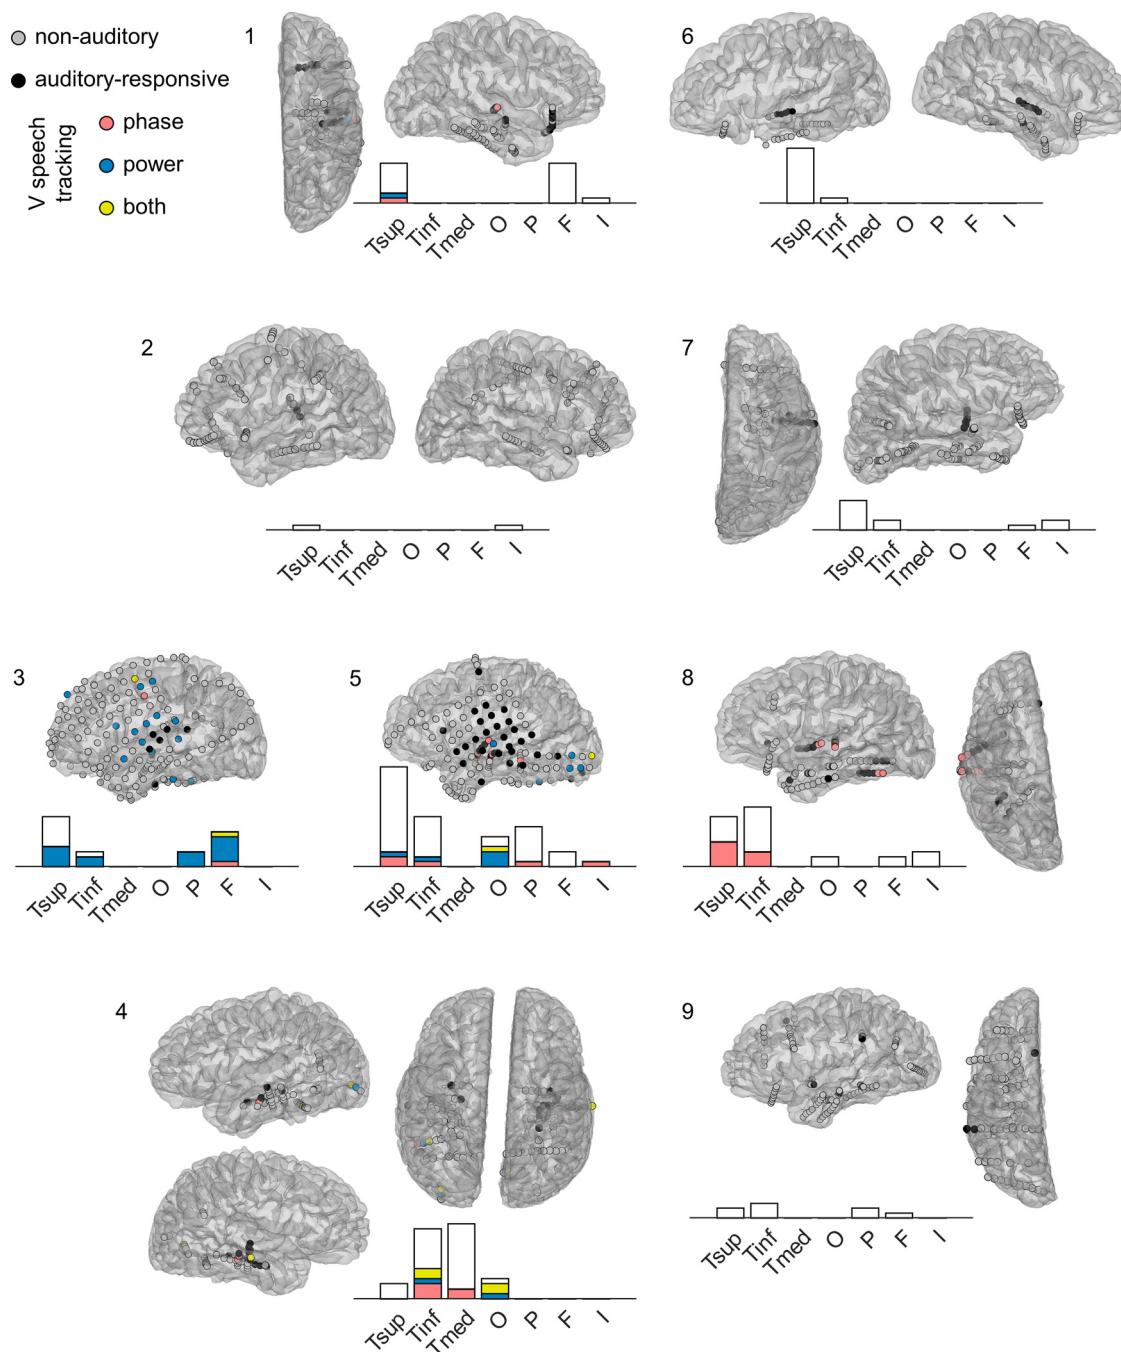 non-auditory
auditory-responsive
phase
power
both
V speech
tracking
1
Tsup Tinf Tmed O P F I
6
Tsup Tinf Tmed O P F I
2
Tsup Tinf Tmed O P F I
7
Tsup Tinf Tmed O P F I
3
Tsup Tinf Tmed O P F I
5
Tsup Tinf Tmed O P F I
8
Tsup Tinf Tmed O P F I
4
Tsup Tinf Tmed O P F I
9
Tsup Tinf Tmed O P F I